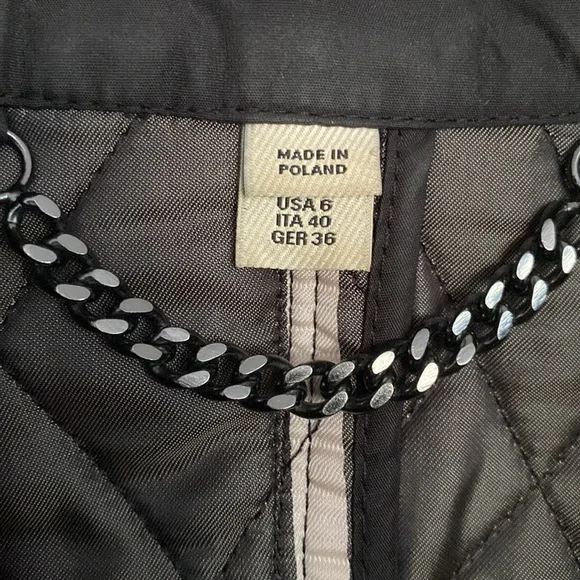 MADE IN
POLAND
USA 6
ITA 40
GER 36